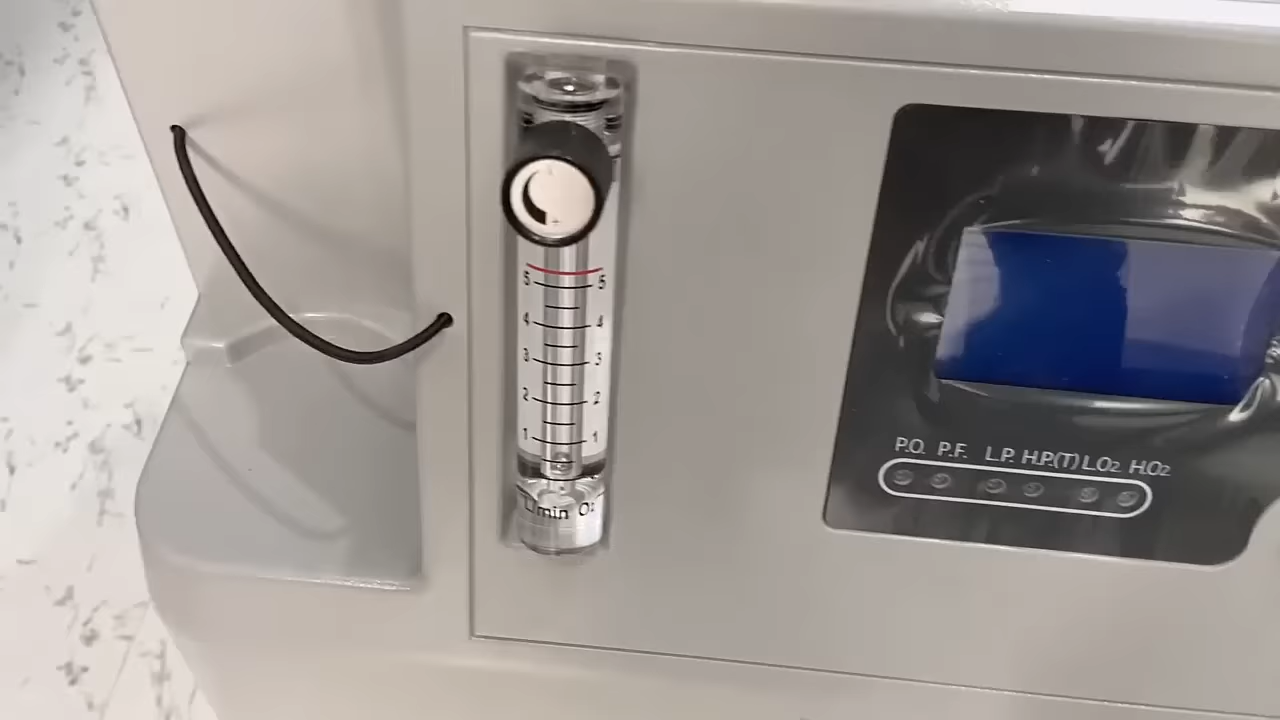 5 5
4 4
3 3
2 2
1 1
L/min O₂
P.O. P.F. L.P. H.P.(T) L.O₂ H.O₂